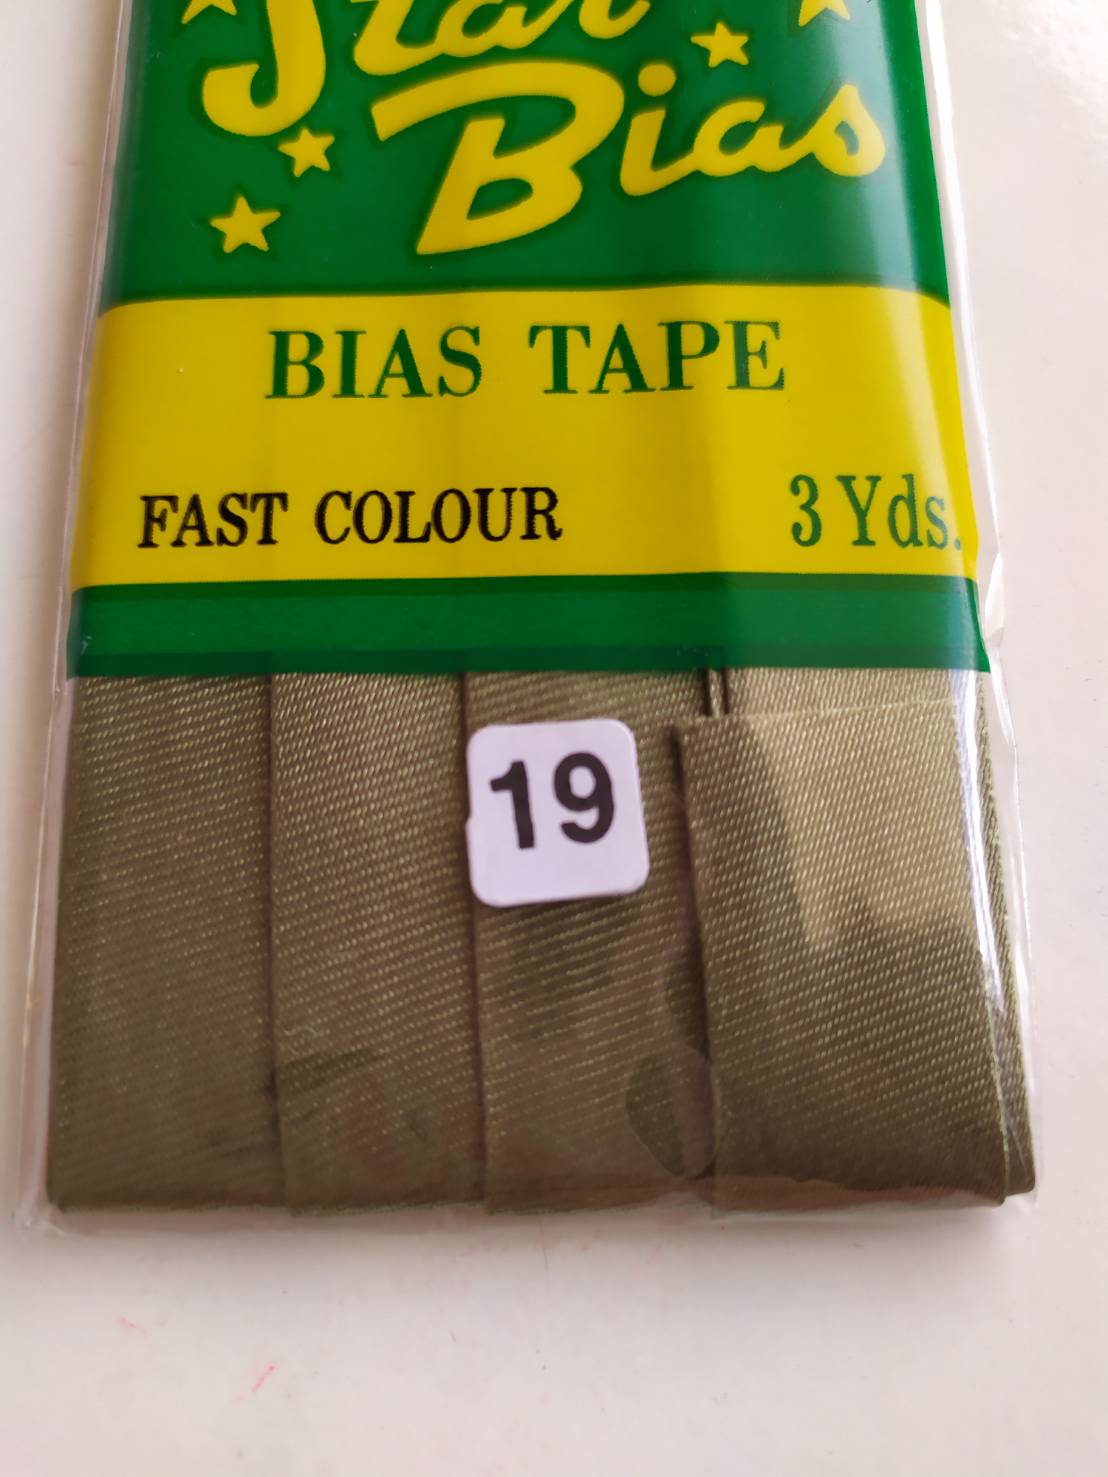 Star
Bias
BIAS TAPE
FAST COLOUR
3 Yds.
19